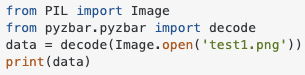 from PIL import Image
from pyzbar.pyzbar import decode
data = decode(Image.open('test1.png'))
print(data)